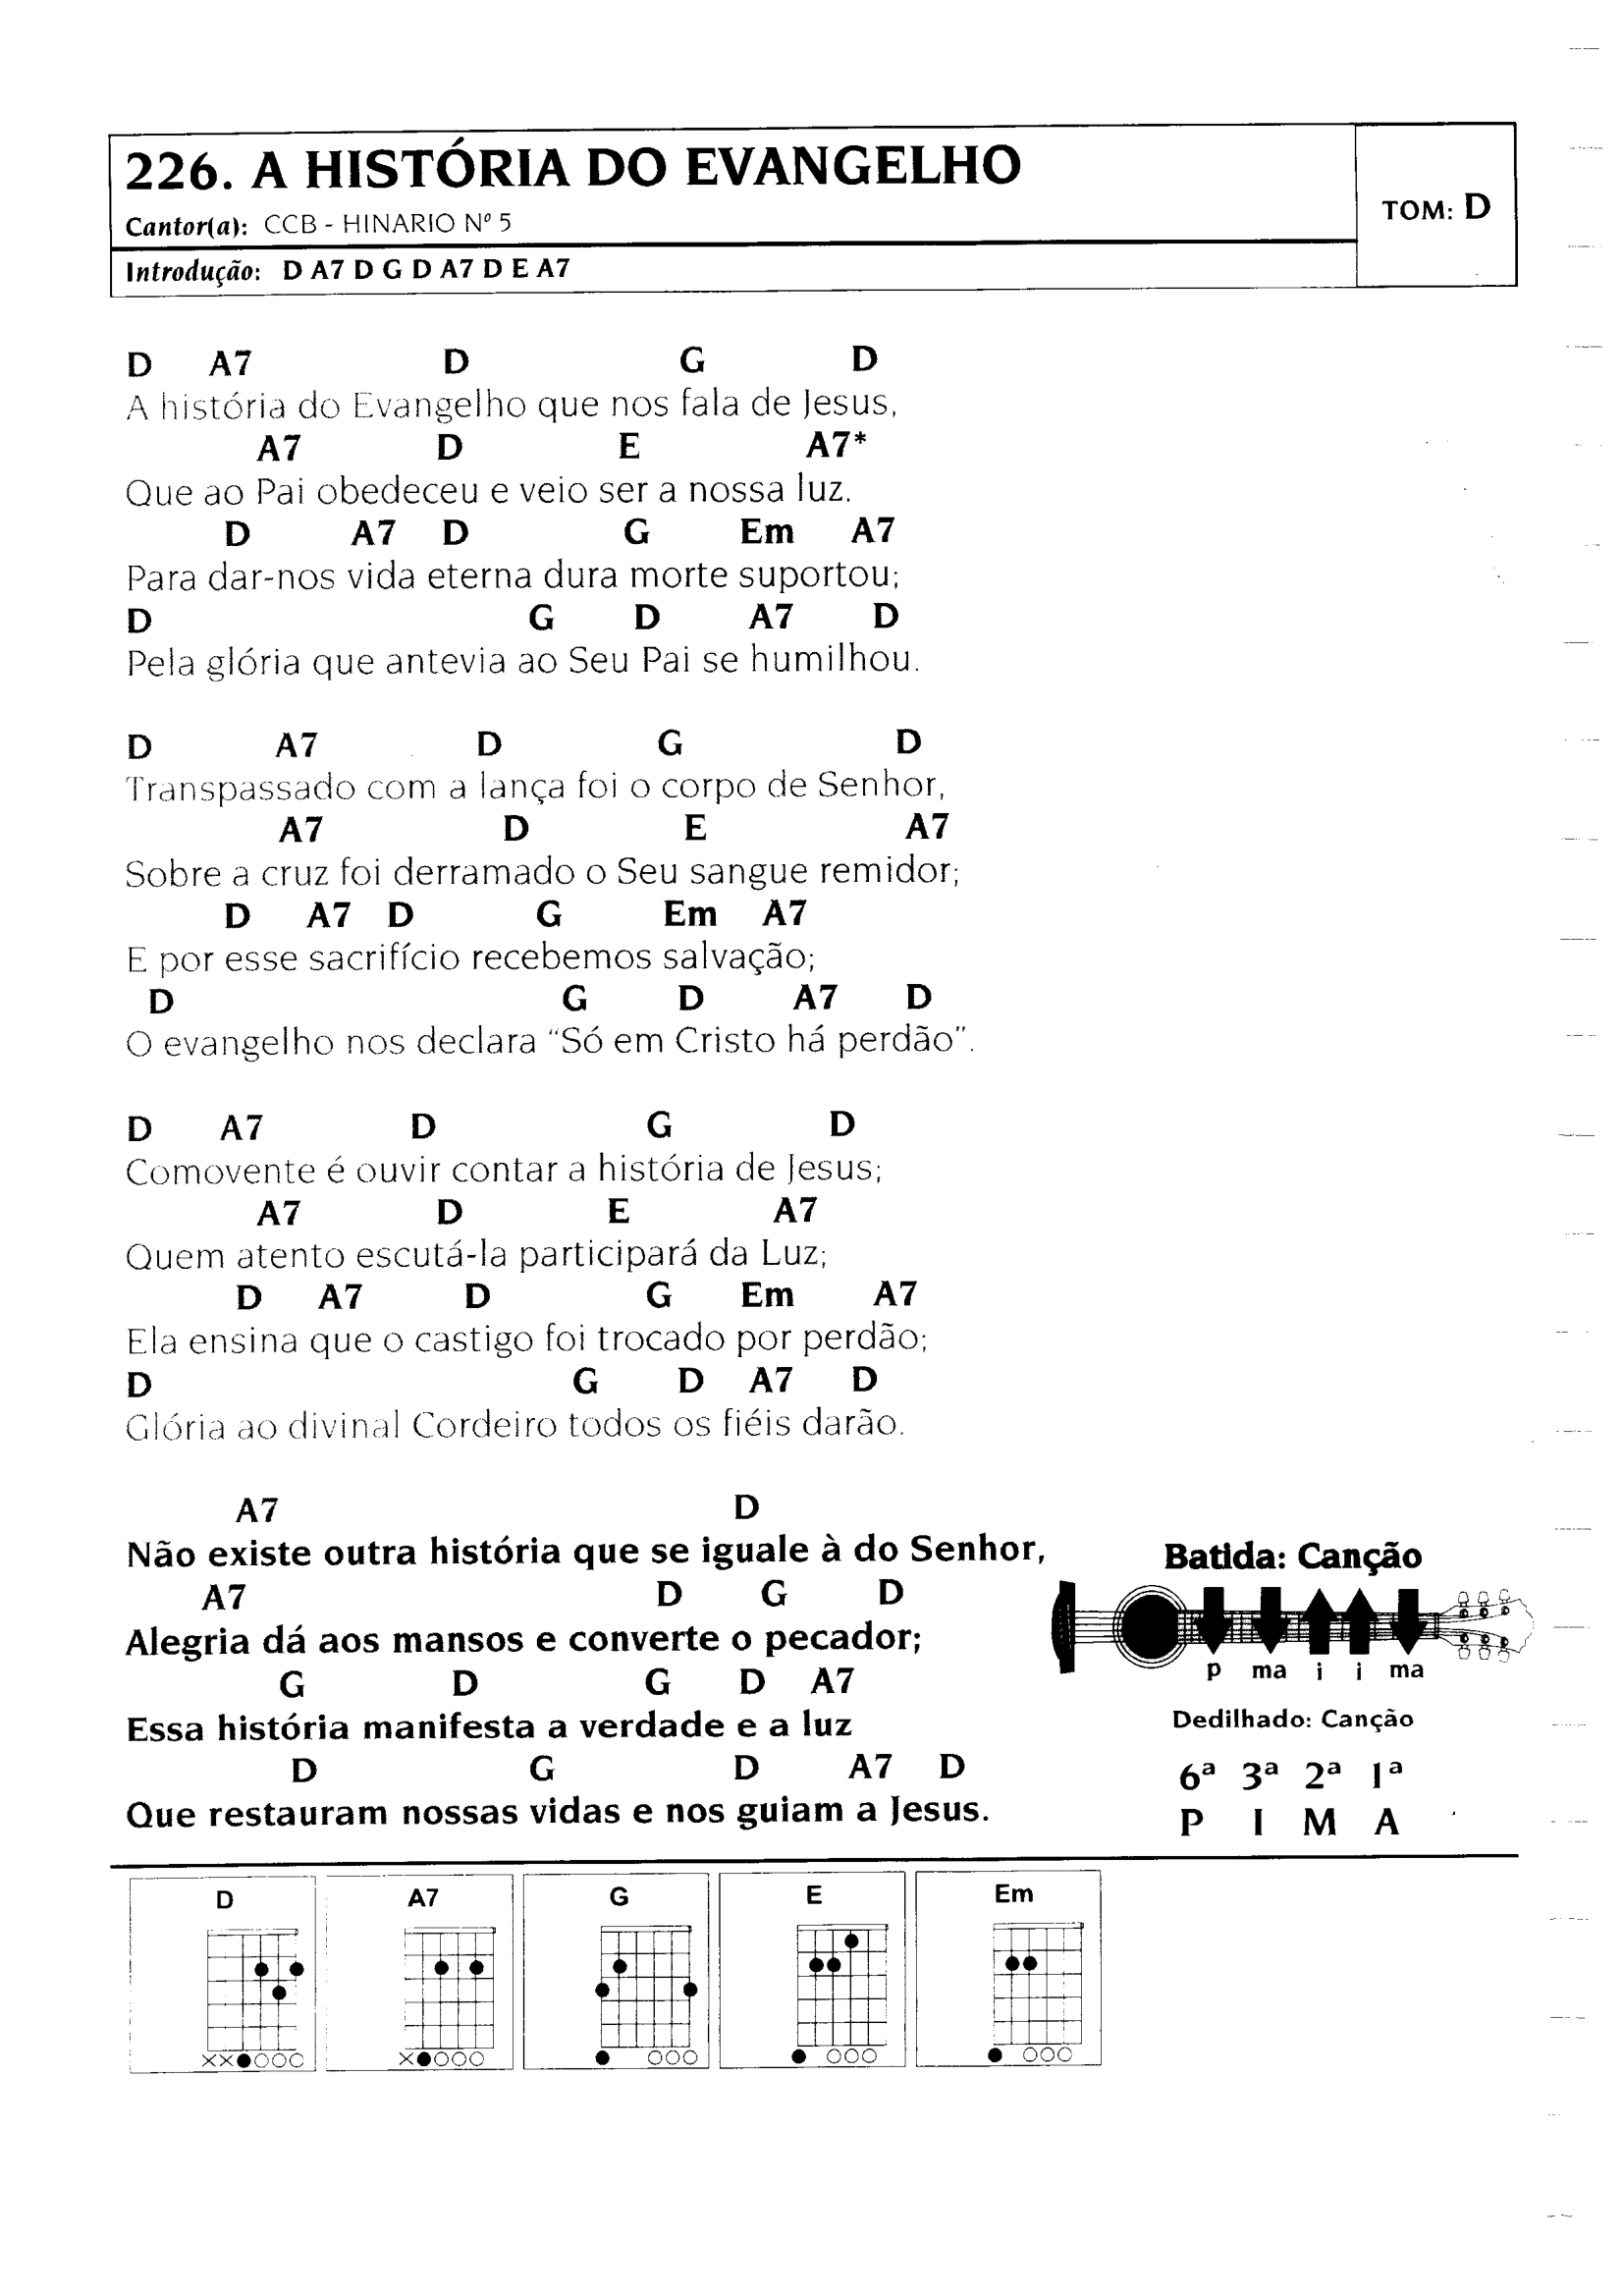 226. A HISTÓRIA DO EVANGELHO
Cantor(a): CCB - HINARIO Nº 5
TOM: D
Introdução: D A7 D G D A7 D E A7
D A7 D G D
A história do Evangelho que nos fala de Jesus,
A7 D E A7*
Que ao Pai obedeceu e veio ser a nossa luz.
D A7 D G Em A7
Para dar-nos vida eterna dura morte suportou;
D G D A7 D
Pela glória que antevia ao Seu Pai se humilhou.
D A7 D G D
Transpassado com a lança foi o corpo de Senhor,
A7 D E A7
Sobre a cruz foi derramado o Seu sangue remidor;
D A7 D G Em A7
E por esse sacrifício recebemos salvação;
D G D A7 D
O evangelho nos declara “Só em Cristo há perdão”.
D A7 D G D
Comovente é ouvir contar a história de Jesus;
A7 D E A7
Quem atento escutá-la participará da Luz;
D A7 D G Em A7
Ela ensina que o castigo foi trocado por perdão;
D G D A7 D
Glória ao divinal Cordeiro todos os fiéis darão.
A7 D
Não existe outra história que se iguale à do Senhor,
A7 D G D
Alegria dá aos mansos e converte o pecador;
G D G D A7
Essa história manifesta a verdade e a luz
D G D A7 D
Que restauram nossas vidas e nos guiam a Jesus.
Batida: Canção
p ma i i ma
Dedilhado: Canção
6ª 3ª 2ª 1ª
P I M A
D A7 G E Em